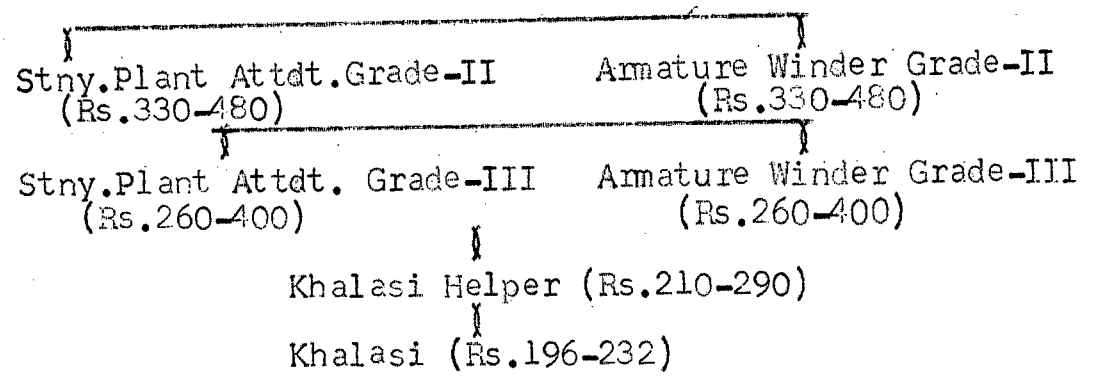 Stny.Plant Attdt.Grade-II Armature Winder Grade-II
(Rs.330-480) (Rs.330-480)
Stny.Plant Attdt. Grade-III Armature Winder Grade-III
(Rs.260-400) (Rs.260-400)
Khalasi Helper (Rs.210-290)
Khalasi (Rs.196-232)